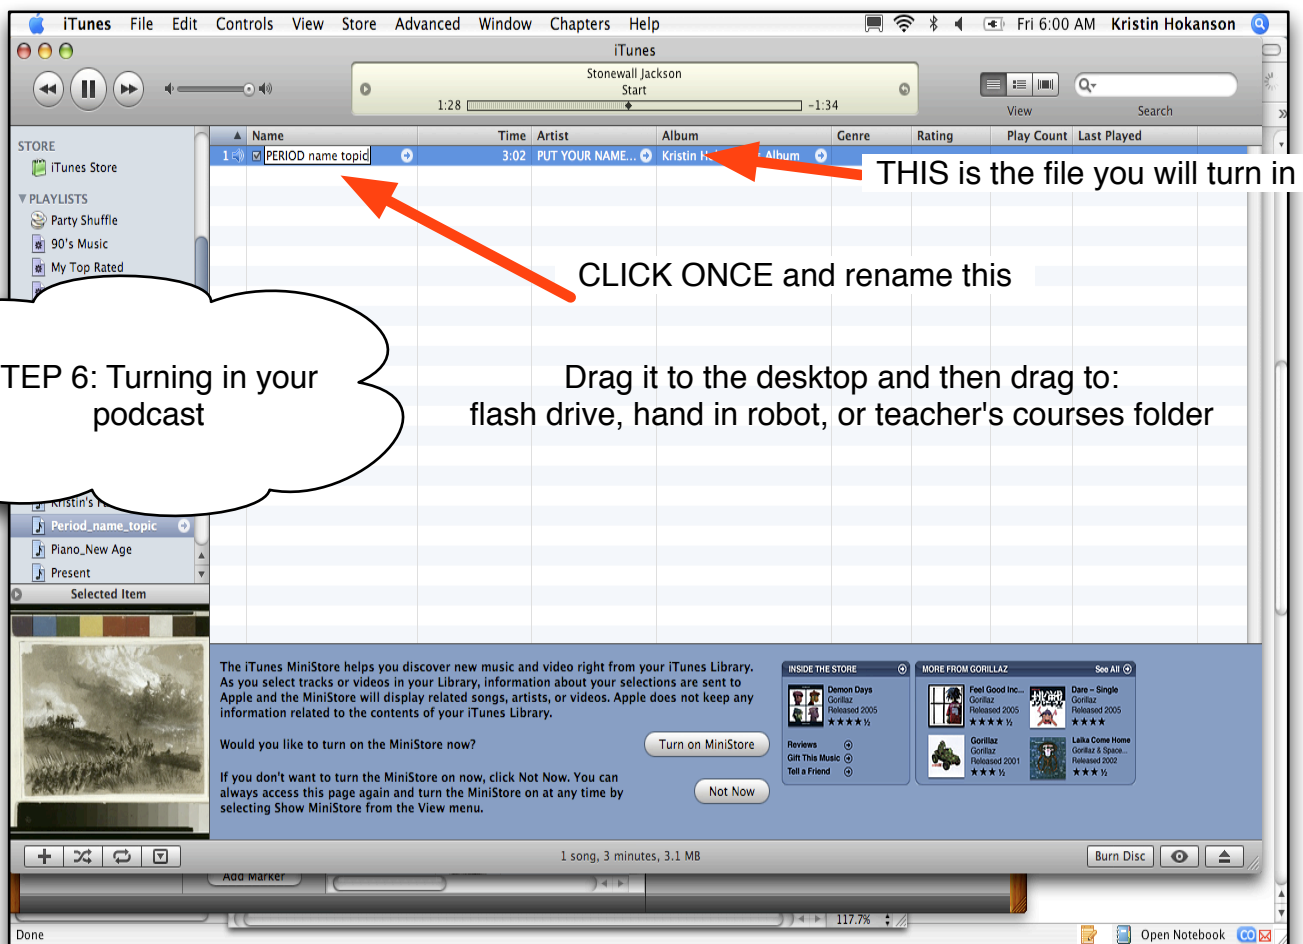 iTunes File Edit Controls View Store Advanced Window Chapters Help Fri 6:00 AM Kristin Hokanson
iTunes
Stonewall Jackson
Start
1:28 -1:34
View Search
STORE
iTunes Store
PLAYLISTS
Party Shuffle
90's Music
My Top Rated
Period_name_topic
Piano_New Age
Present
Selected Item
Name Time Artist Album Genre Rating Play Count Last Played
1 PERIOD name topic 3:02 PUT YOUR NAME... Kristin Album
THIS is the file you will turn in
CLICK ONCE and rename this
TEP 6: Turning in your
podcast
Drag it to the desktop and then drag to:
flash drive, hand in robot, or teacher's courses folder
Kristin's
The iTunes MiniStore helps you discover new music and video right from your iTunes Library.
As you select tracks or videos in your Library, information about your selections are sent to
Apple and the MiniStore will display related songs, artists, or videos. Apple does not keep any
information related to the contents of your iTunes Library.
Would you like to turn on the MiniStore now?
Turn on MiniStore
If you don't want to turn the MiniStore on now, click Not Now. You can
always access this page again and turn the MiniStore on at any time by
selecting Show MiniStore from the View menu.
Not Now
INSIDE THE STORE
Demon Days
Gorillaz
Released 2005
Reviews
Gift This Music
Tell a Friend
MORE FROM GORILLAZ See All
Feel Good Inc...
Gorillaz
Released 2005
Dare – Single
Gorillaz
Released 2005
Gorillaz
Gorillaz
Released 2001
Laika Come Home
Gorillaz & Space...
Released 2002
1 song, 3 minutes, 3.1 MB
Burn Disc
Add Marker
117.7%
Done
Open Notebook
CO